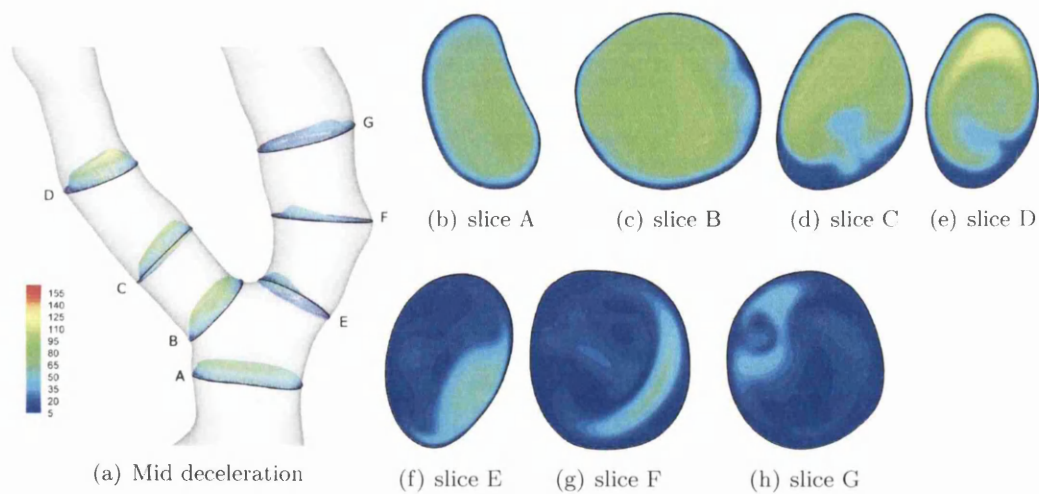 D
G
F
C
E
B
A
155
140
125
110
95
80
65
50
35
20
5
(a) Mid deceleration
(b) slice A
(c) slice B
(d) slice C
(e) slice D
(f) slice E
(g) slice F
(h) slice G